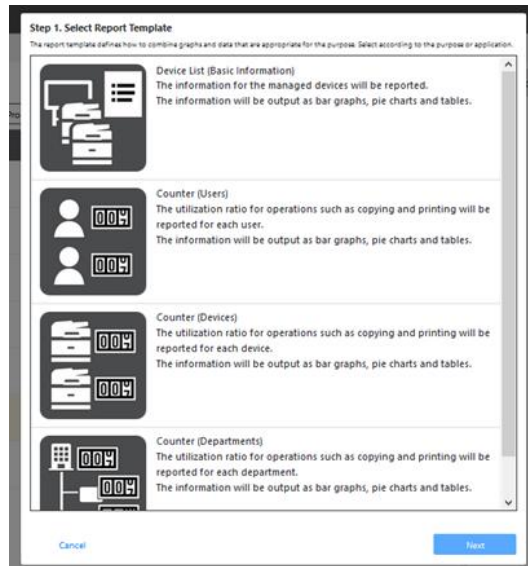 Step 1. Select Report Template
The report template defines how to combine graphs and data that are appropriate for the purpose. Select according to the purpose or application.
Pro
Device List (Basic Information)
The information for the managed devices will be reported.
The information will be output as bar graphs, pie charts and tables.
Counter (Users)
The utilization ratio for operations such as copying and printing will be
reported for each user.
The information will be output as bar graphs, pie charts and tables.
Counter (Devices)
The utilization ratio for operations such as copying and printing will be
reported for each device.
The information will be output as bar graphs, pie charts and tables.
Counter (Departments)
The utilization ratio for operations such as copying and printing will be
reported for each department.
The information will be output as bar graphs, pie charts and tables.
Cancel
Next